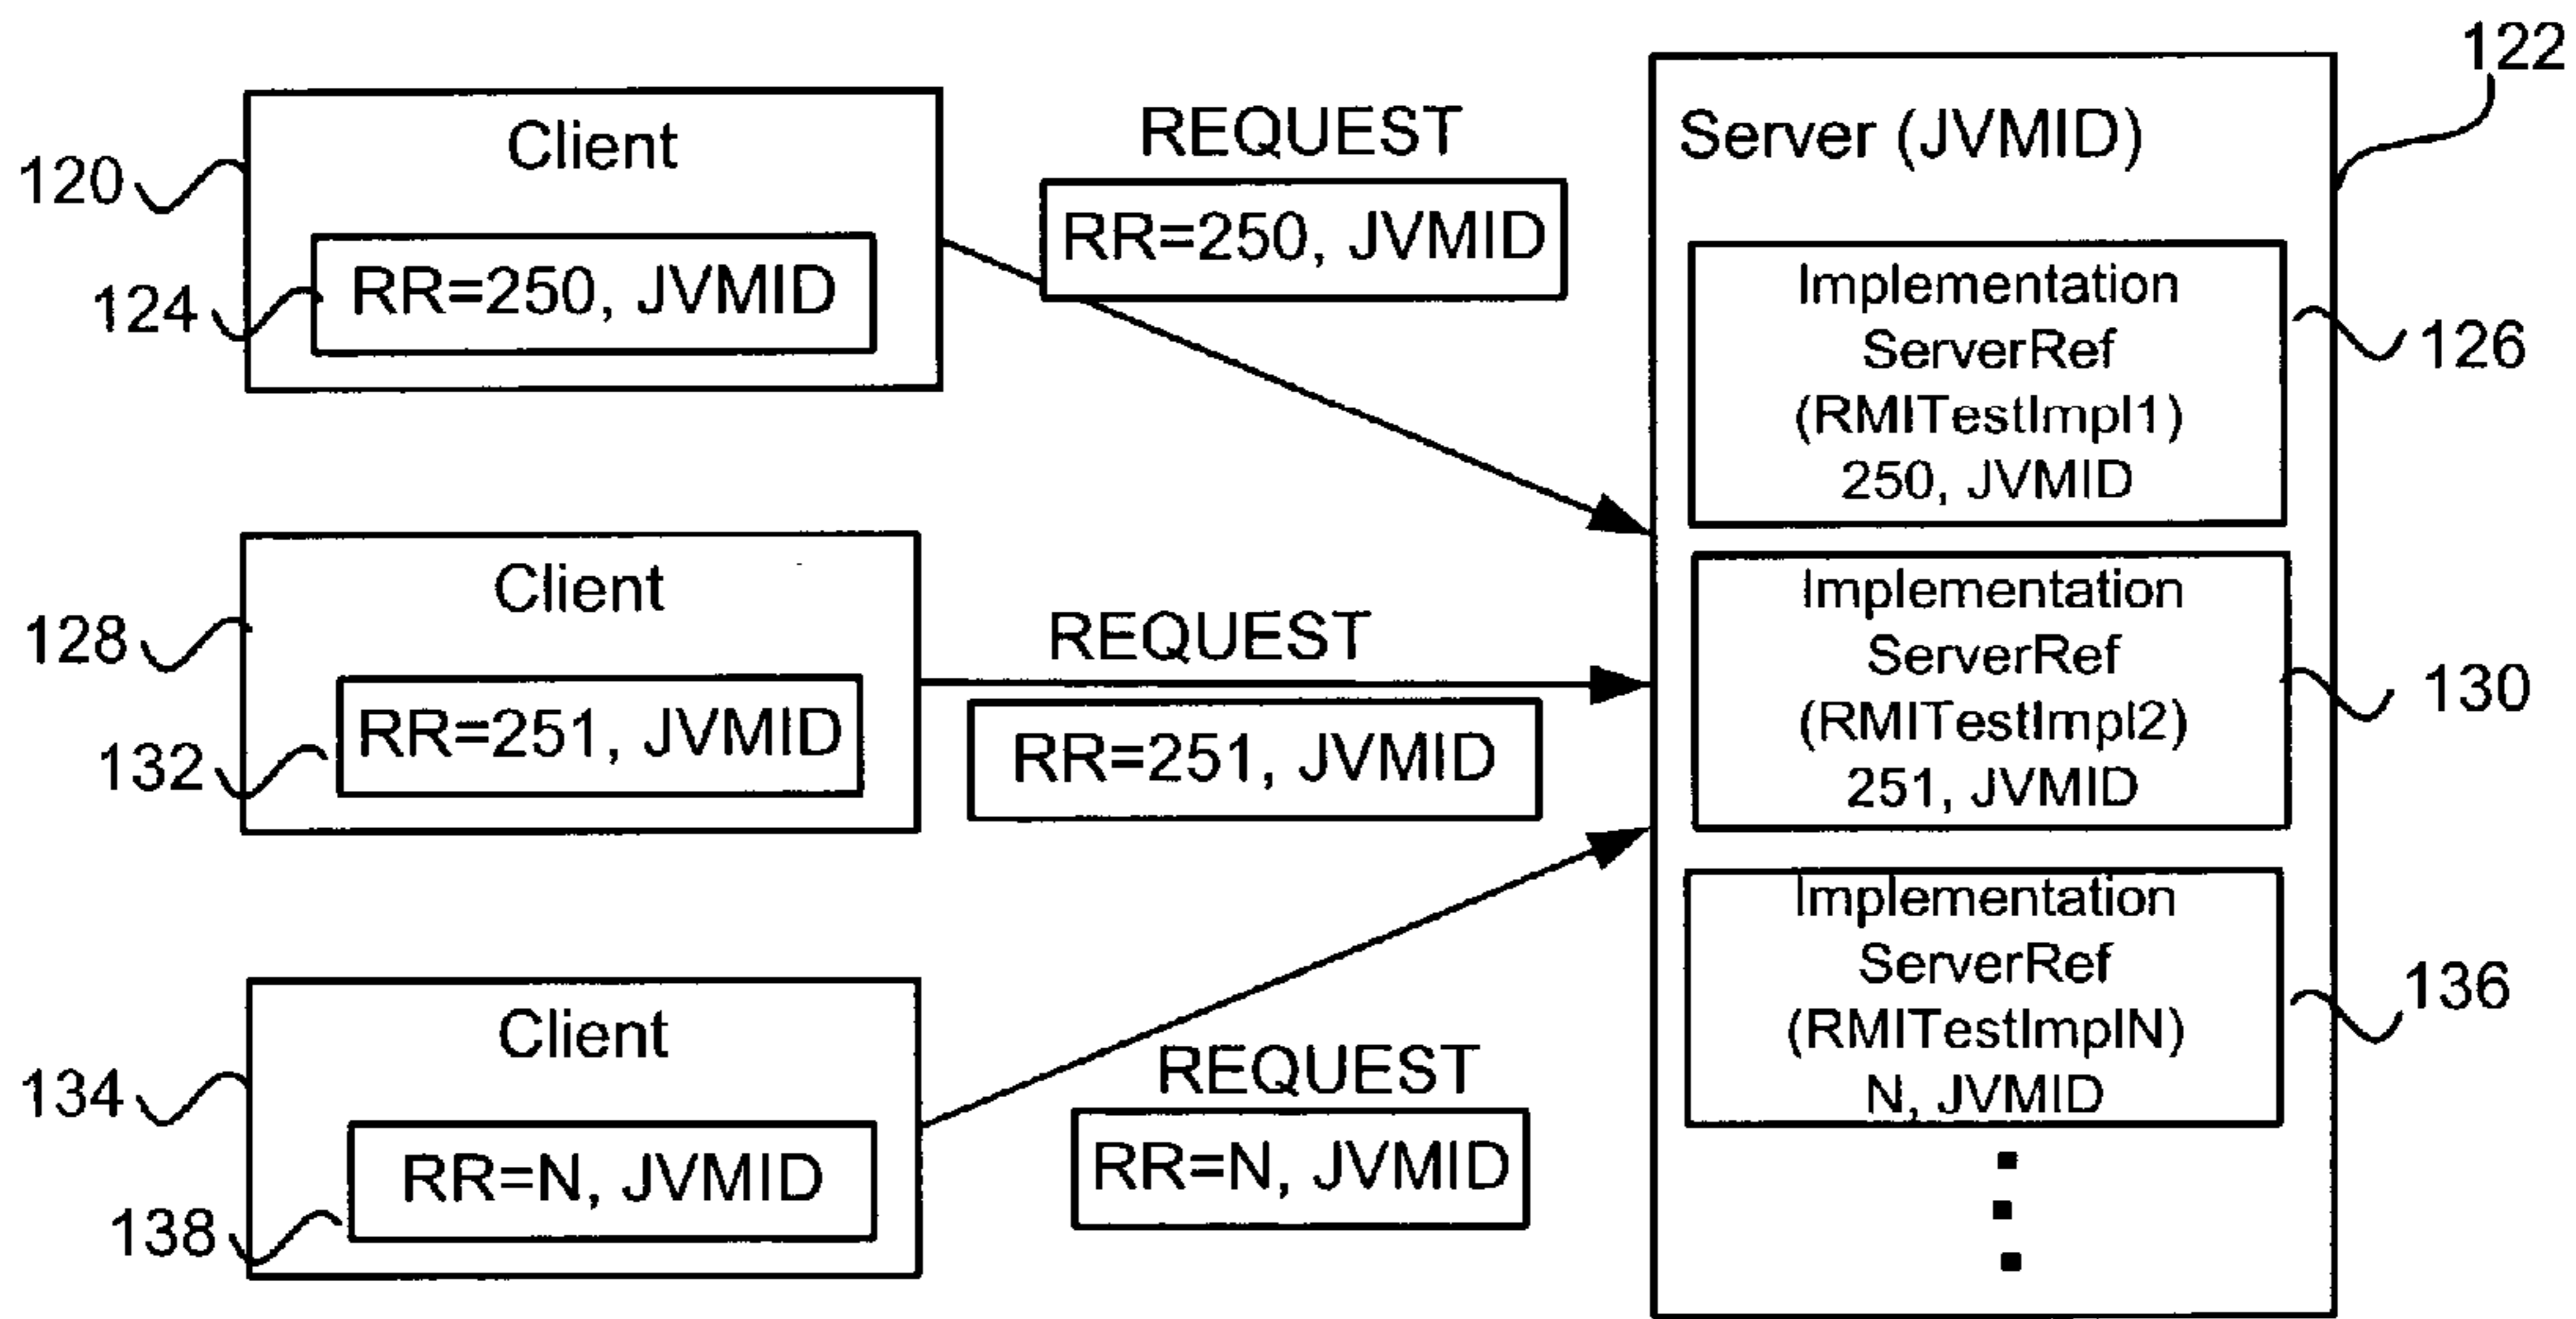 122
Client
REQUEST
Server (JVMID)
120
RR=250, JVMID
124
RR=250, JVMID
Implementation
ServerRef
(RMITestImpl1)
250, JVMID
126
Client
128
REQUEST
RR=251, JVMID
132
RR=251, JVMID
Implementation
ServerRef
(RMITestImpl2)
251, JVMID
130
Client
134
REQUEST
RR=N, JVMID
138
RR=N, JVMID
Implementation
ServerRef
(RMITestImplN)
N, JVMID
136